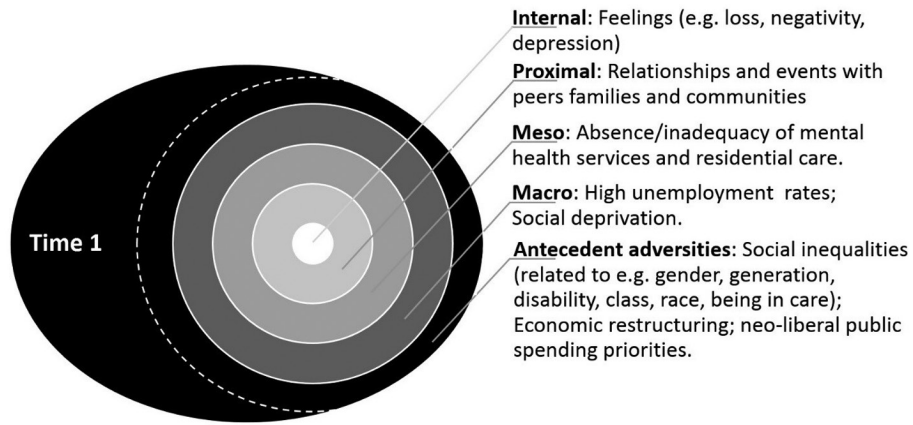 Internal: Feelings (e.g. loss, negativity,
depression)
Proximal: Relationships and events with
peers families and communities
Meso: Absence/inadequacy of mental
health services and residential care.
Macro: High unemployment rates;
Social deprivation.
Antecedent adversities: Social inequalities
(related to e.g. gender, generation,
disability, class, race, being in care);
Economic restructuring; neo-liberal public
spending priorities.
Time 1